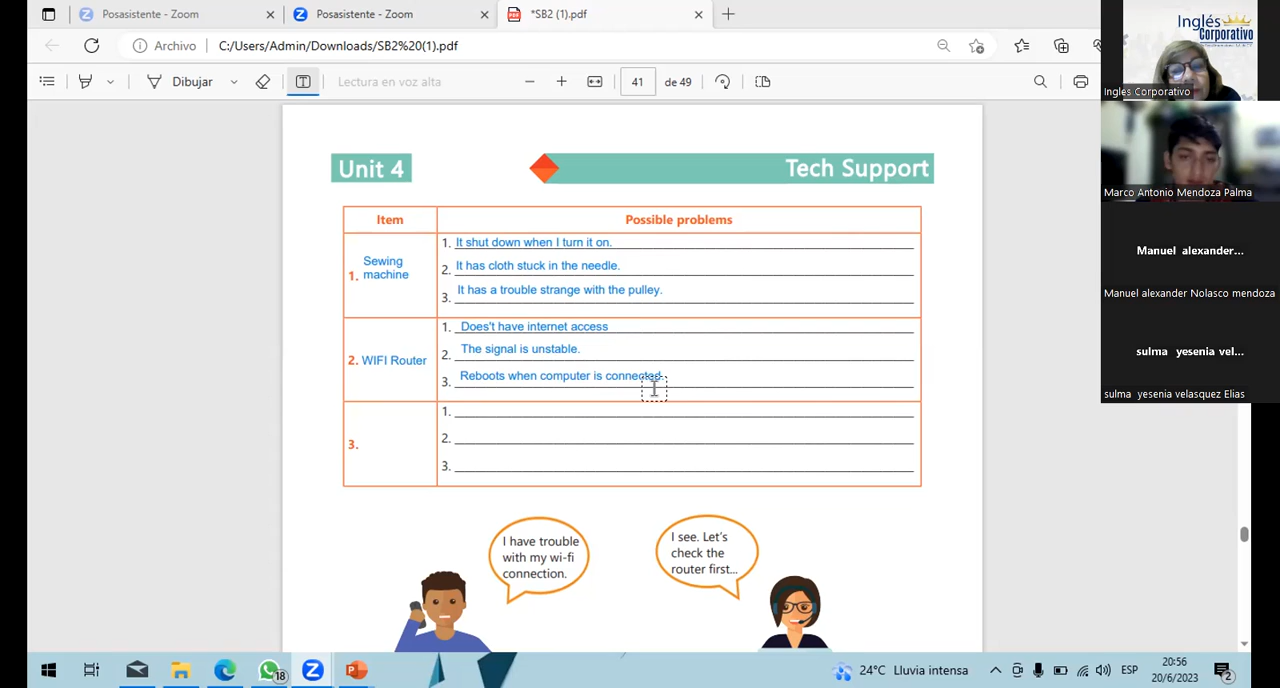 Posasistente - Zoom
Posasistente - Zoom
*SB2 (1).pdf
Archivo
C:/Users/Admin/Downloads/SB2%20(1).pdf
Dibujar
Lectura en voz alta
41
de 49
Inglés
Corporativo
Ingles Corporativo
Marco Antonio Mendoza Palma
Manuel alexander...
Manuel alexander Nolasco mendoza
sulma yesenia vel...
sulma yesenia velasquez Elias
Unit 4
Tech Support
Item
Possible problems
1. Sewing machine
1. It shut down when I turn it on.
2. It has cloth stuck in the needle.
3. It has a trouble strange with the pulley.
2. WIFI Router
1. Does't have internet access
2. The signal is unstable.
3. Reboots when computer is connected.
3.
1.
2.
3.
I have trouble
with my wi-fi
connection.
I see. Let's
check the
router first...
18
24°C Lluvia intensa
ESP
20:56
20/6/2023
2